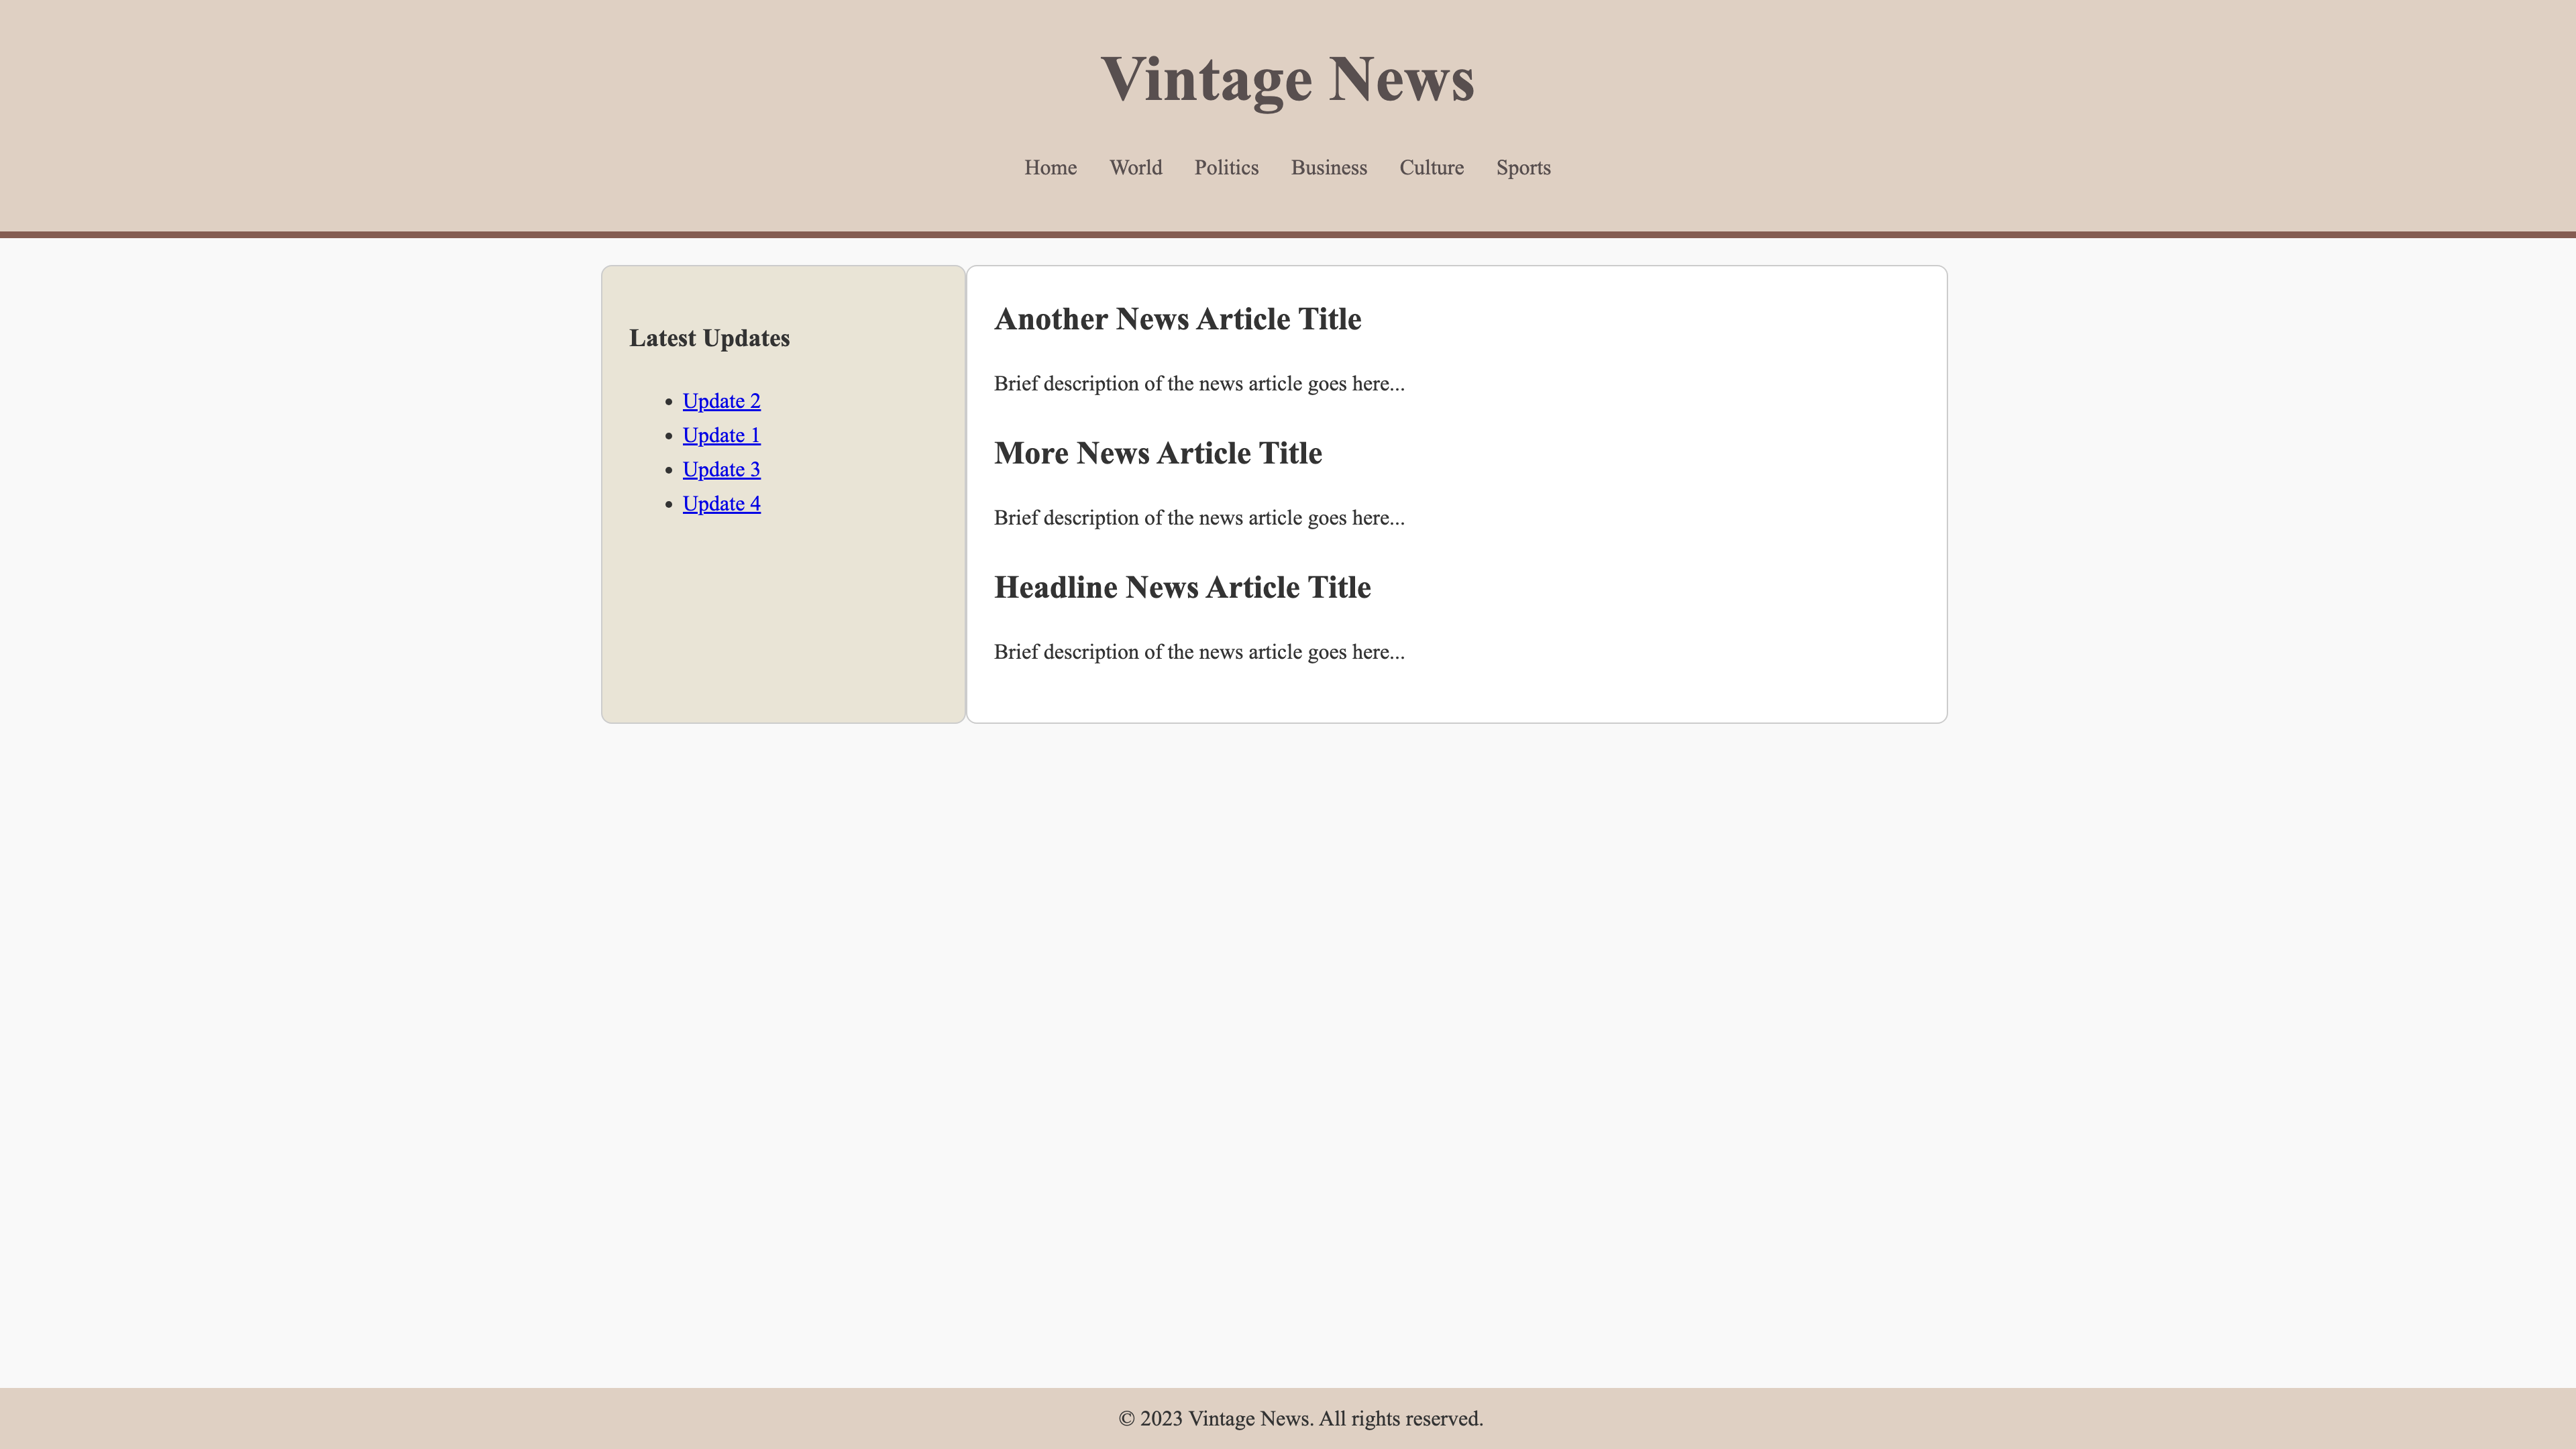 Vintage News
Home World Politics Business Culture Sports
Latest Updates
Update 2
Update 1
Update 3
Update 4
Another News Article Title
Brief description of the news article goes here...
More News Article Title
Brief description of the news article goes here...
Headline News Article Title
Brief description of the news article goes here...
© 2023 Vintage News. All rights reserved.